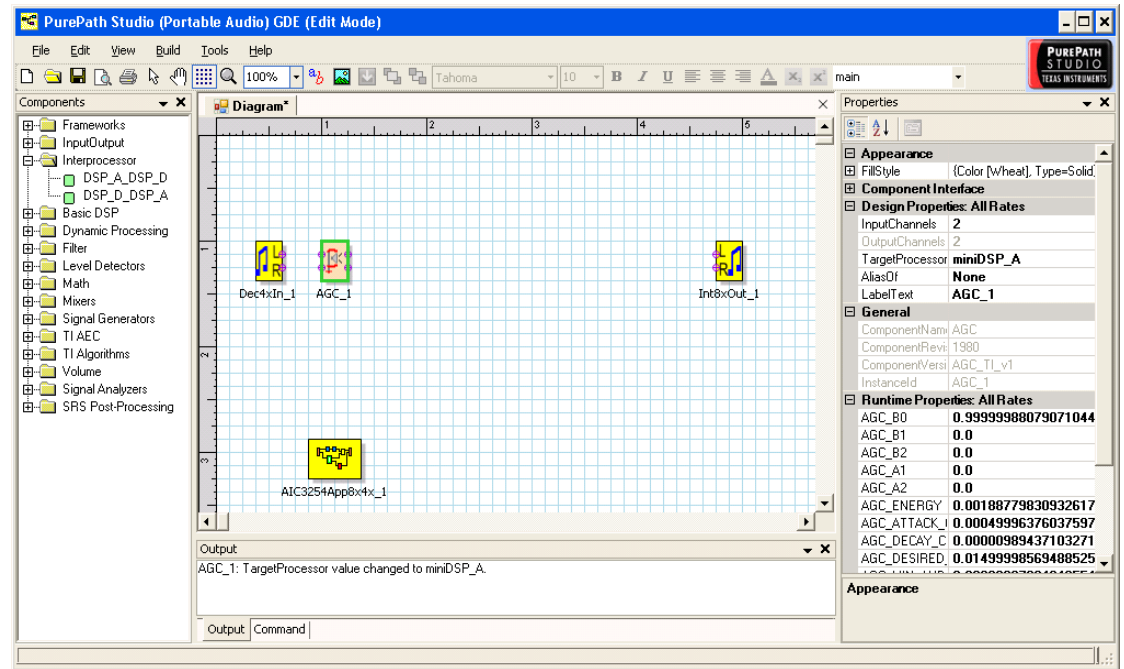 PurePath Studio (Portable Audio) GDE (Edit Mode)
File Edit View Build Tools Help
PUREPATH
STUDIO
TEXAS INSTRUMENTS
100% Tahoma 10 B I U A main
Components
Frameworks
InputOutput
Interprocessor
DSP_A_DSP_D
DSP_D_DSP_A
Basic DSP
Dynamic Processing
Filter
Level Detectors
Math
Mixers
Signal Generators
TI AEC
TI Algorithms
Volume
Signal Analyzers
SRS Post-Processing
Diagram*
1 2 3 4 5
1
2
3
L
R
Dec4xIn_1
AGC_1
L
R
Int8xOut_1
AIC3254App8x4x_1
Output
AGC_1: TargetProcessor value changed to miniDSP_A.
Output Command
Properties
Appearance
FillStyle {Color [Wheat], Type=Solid
Component Interface
Design Properties: All Rates
InputChannels 2
OutputChannels 2
TargetProcessor miniDSP_A
AliasOf None
LabelText AGC_1
General
ComponentName AGC
ComponentRevi 1980
ComponentVersi AGC_TI_v1
InstanceId AGC_1
Runtime Properties: All Rates
AGC_B0 0.99999988079071044
AGC_B1 0.0
AGC_B2 0.0
AGC_A1 0.0
AGC_A2 0.0
AGC_ENERGY 0.00188779830932617
AGC_ATTACK_ 0.00049996376037597
AGC_DECAY_C 0.00000989437103271
AGC_DESIRED_ 0.01499998569488525
Appearance